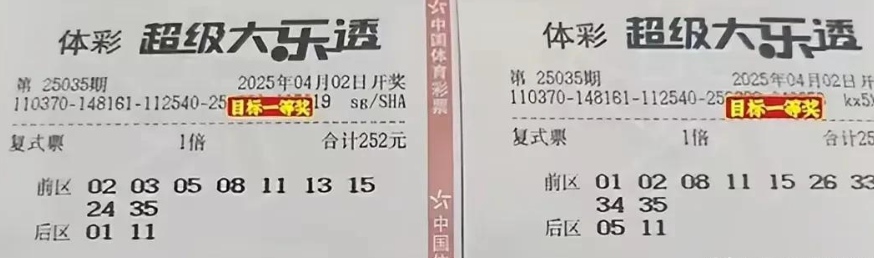 体彩 超级大乐透
第 25035期 2025年04月02日开奖
110370-148161-112540-25 19 sg/SHA
目标一等奖
复式票 1倍 合计252元
前区 02 03 05 08 11 13 15
24 35
后区 01 11
中国体育彩票
中国体
体彩 超级大乐透
第 25035期 2025年04月02日开
110370-148161-112540-25 kx5
目标一等奖
复式票 1倍 合计25
前区 01 02 08 11 15 26 33
34 35
后区 05 11